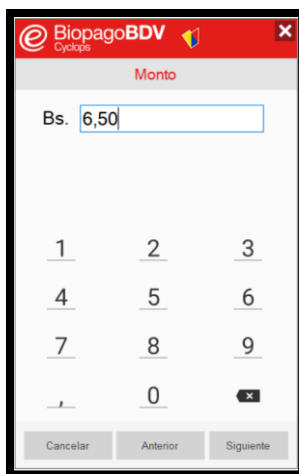 BiopagoBDV
Cyclops
Monto
Bs. 6,50
1 2 3
4 5 6
7 8 9
, 0
Cancelar Anterior Siguiente